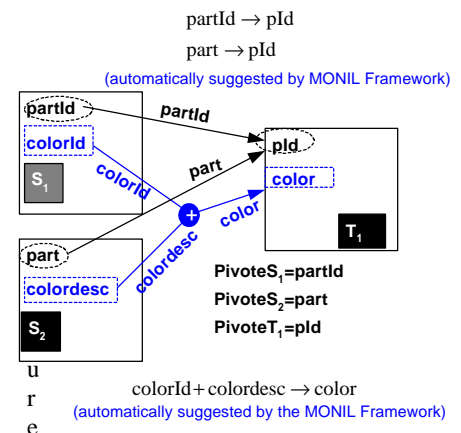 partId → pId
part → pId
(automatically suggested by MONIL Framework)
partId
partId
colorId
pId
part
S1
colorId
color
+
color
T1
part
colordesc
colordesc
PivoteS1=partId
PivoteS2=part
PivoteT1=pId
S2
u
r
e
colorId+colordesc → color
(automatically suggested by the MONIL Framework)